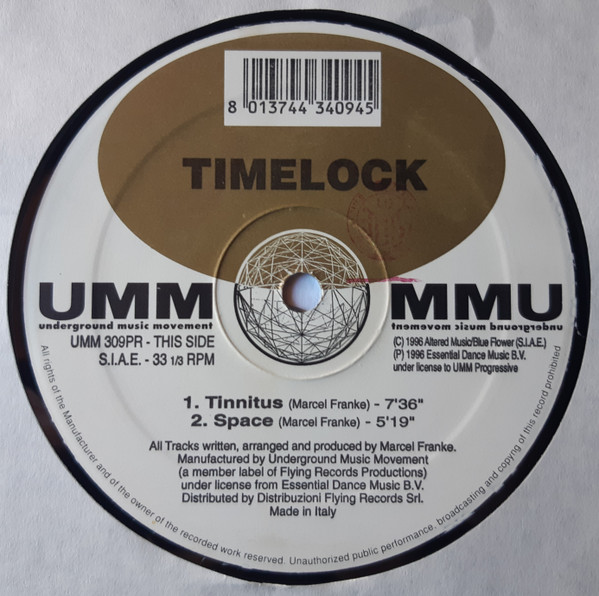 8 013744 340945
TIMELOCK
UMM
underground music movement
UMM 309PR - THIS SIDE
S.I.A.E. - 33 1/3 RPM
MMU
underground music movement
(C) 1996 Altered Music/Blue Flower (S.I.A.E.)
(P) 1996 Essential Dance Music B.V.
under license to UMM Progressive
1. Tinnitus (Marcel Franke) - 7'36"
2. Space (Marcel Franke) - 5'19"
All Tracks written, arranged and produced by Marcel Franke.
Manufactured by Underground Music Movement
(a member label of Flying Records Productions)
under license from Essential Dance Music B.V.
Distributed by Distribuzioni Flying Records Srl.
Made in Italy
All rights of the Manufacturer and of the owner of the recorded work reserved. Unauthorized public performance, broadcasting and copyng of this record prohibited